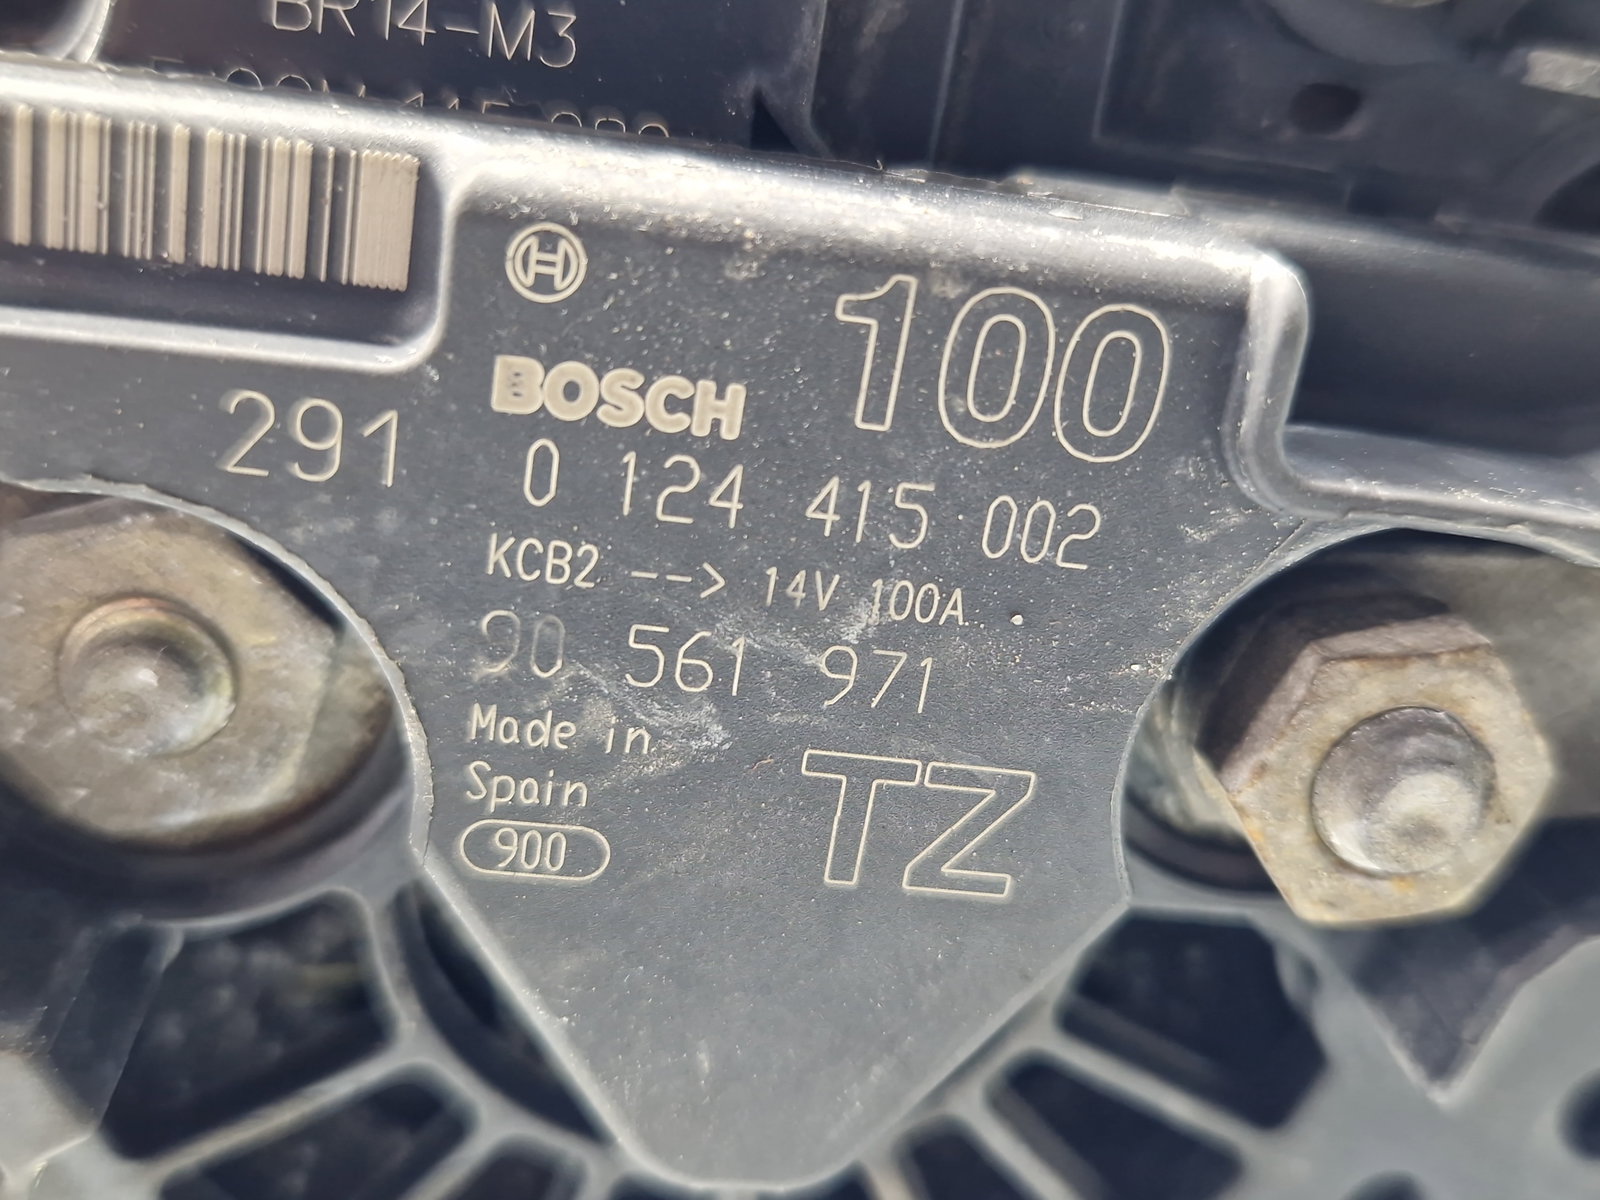 BR14-M3
100
BOSCH
291
0 124 415 002
KCB2 --> 14V 100A
90 561 971
Made in
Spain
TZ
900